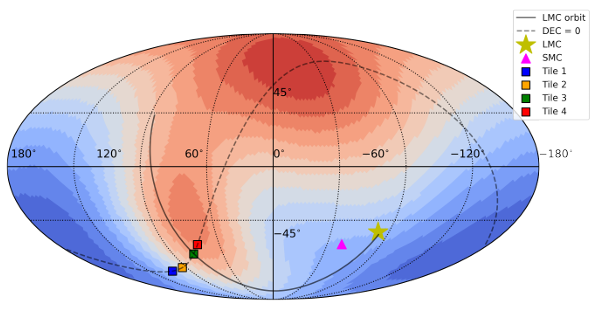 LMC orbit
DEC = 0
LMC
SMC
Tile 1
Tile 2
Tile 3
Tile 4
45°
180° 120° 60° 0° −60° −120° −180°
−45°